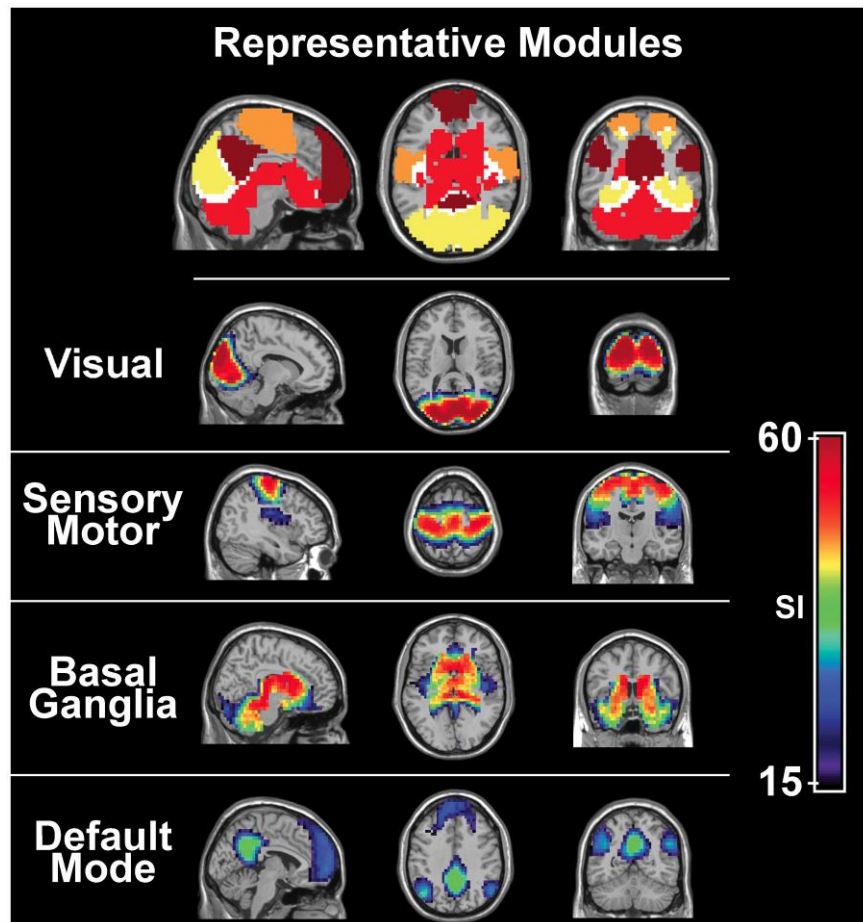 Representative Modules
Visual
Sensory
Motor
Basal
Ganglia
Default
Mode
60
SI
15